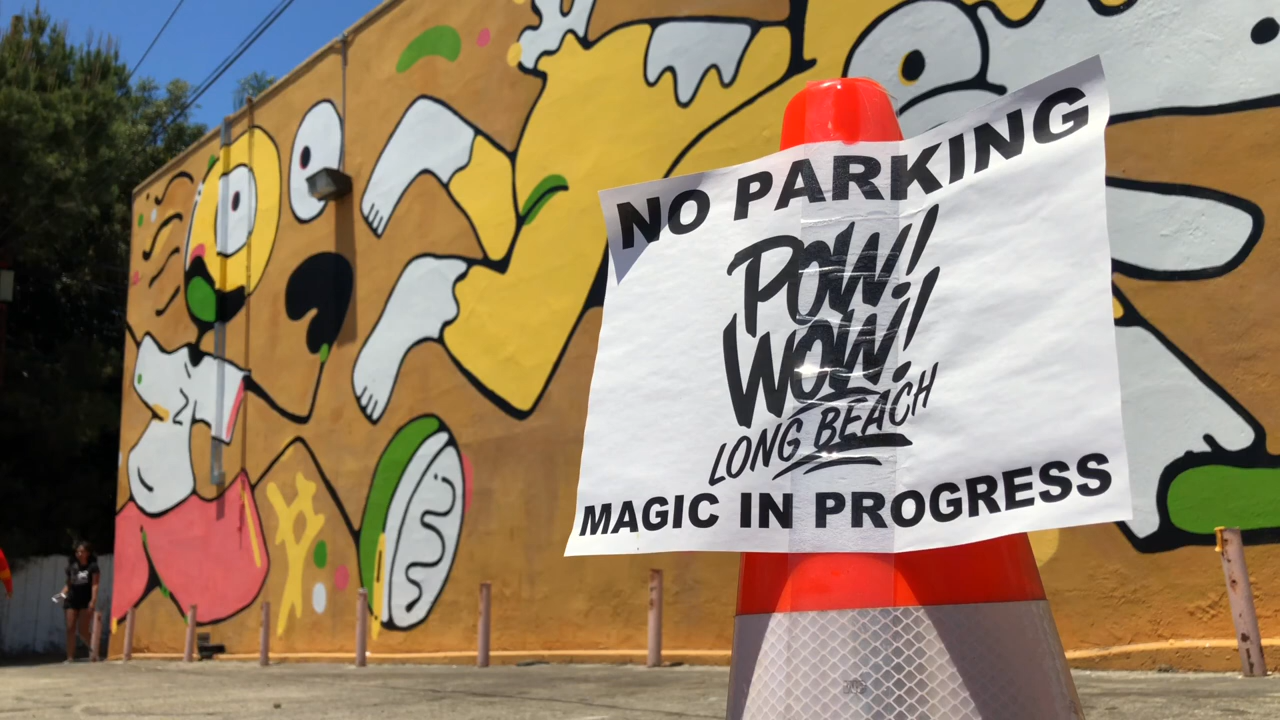 NO PARKING
POW!
WOW!
LONG BEACH
MAGIC IN PROGRESS